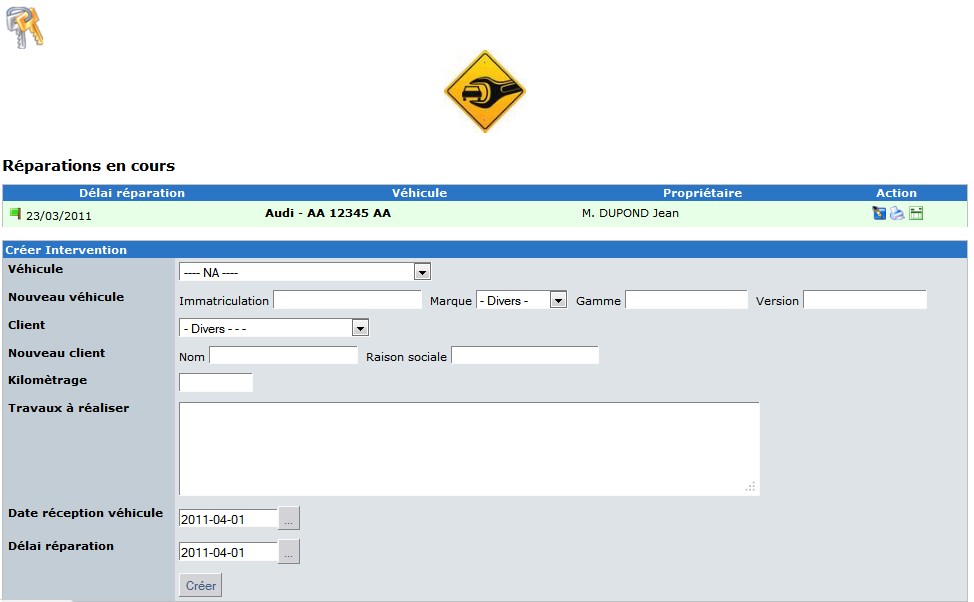 Réparations en cours
Délai réparation Véhicule Propriétaire Action
23/03/2011 Audi - AA 12345 AA M. DUPOND Jean
Créer Intervention
Véhicule ---- NA ----
Nouveau véhicule Immatriculation Marque - Divers - Gamme Version
Client - Divers - - -
Nouveau client Nom Raison sociale
Kilomètrage
Travaux à réaliser
Date réception véhicule 2011-04-01 ...
Délai réparation 2011-04-01 ...
Créer